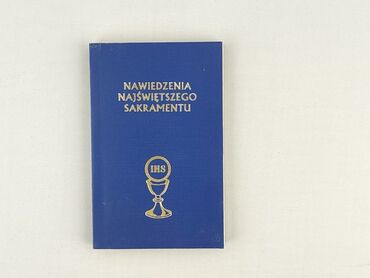 NAWIEDZENIA
NAJŚWIĘTSZEGO
SAKRAMENTU
IHS